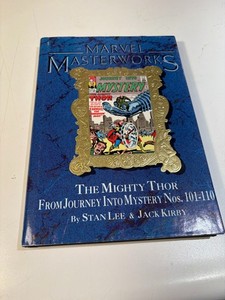 MARVEL
MASTERWORKS
JOURNEY INTO
MYSTERY
THOR
THE MIGHTY THOR
FROM JOURNEY INTO MYSTERY NOS. 101-110
BY STAN LEE & JACK KIRBY